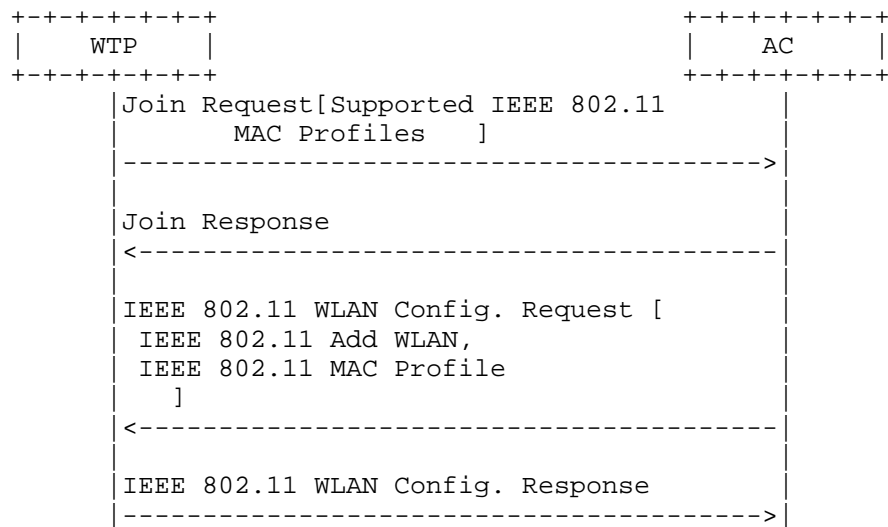 +-+-+-+-+-+-+                             +-+-+-+-+-+-+
|    WTP    |                             |    AC     |
+-+-+-+-+-+-+                             +-+-+-+-+-+-+
|Join Request[Supported IEEE 802.11       |
|       MAC Profiles   ]                  |
|---------------------------------------->|
|                                         |
|Join Response                            |
|<----------------------------------------|
|                                         |
|IEEE 802.11 WLAN Config. Request [       |
| IEEE 802.11 Add WLAN,                   |
| IEEE 802.11 MAC Profile                 |
|   ]                                     |
|<----------------------------------------|
|                                         |
|IEEE 802.11 WLAN Config. Response        |
|---------------------------------------->|